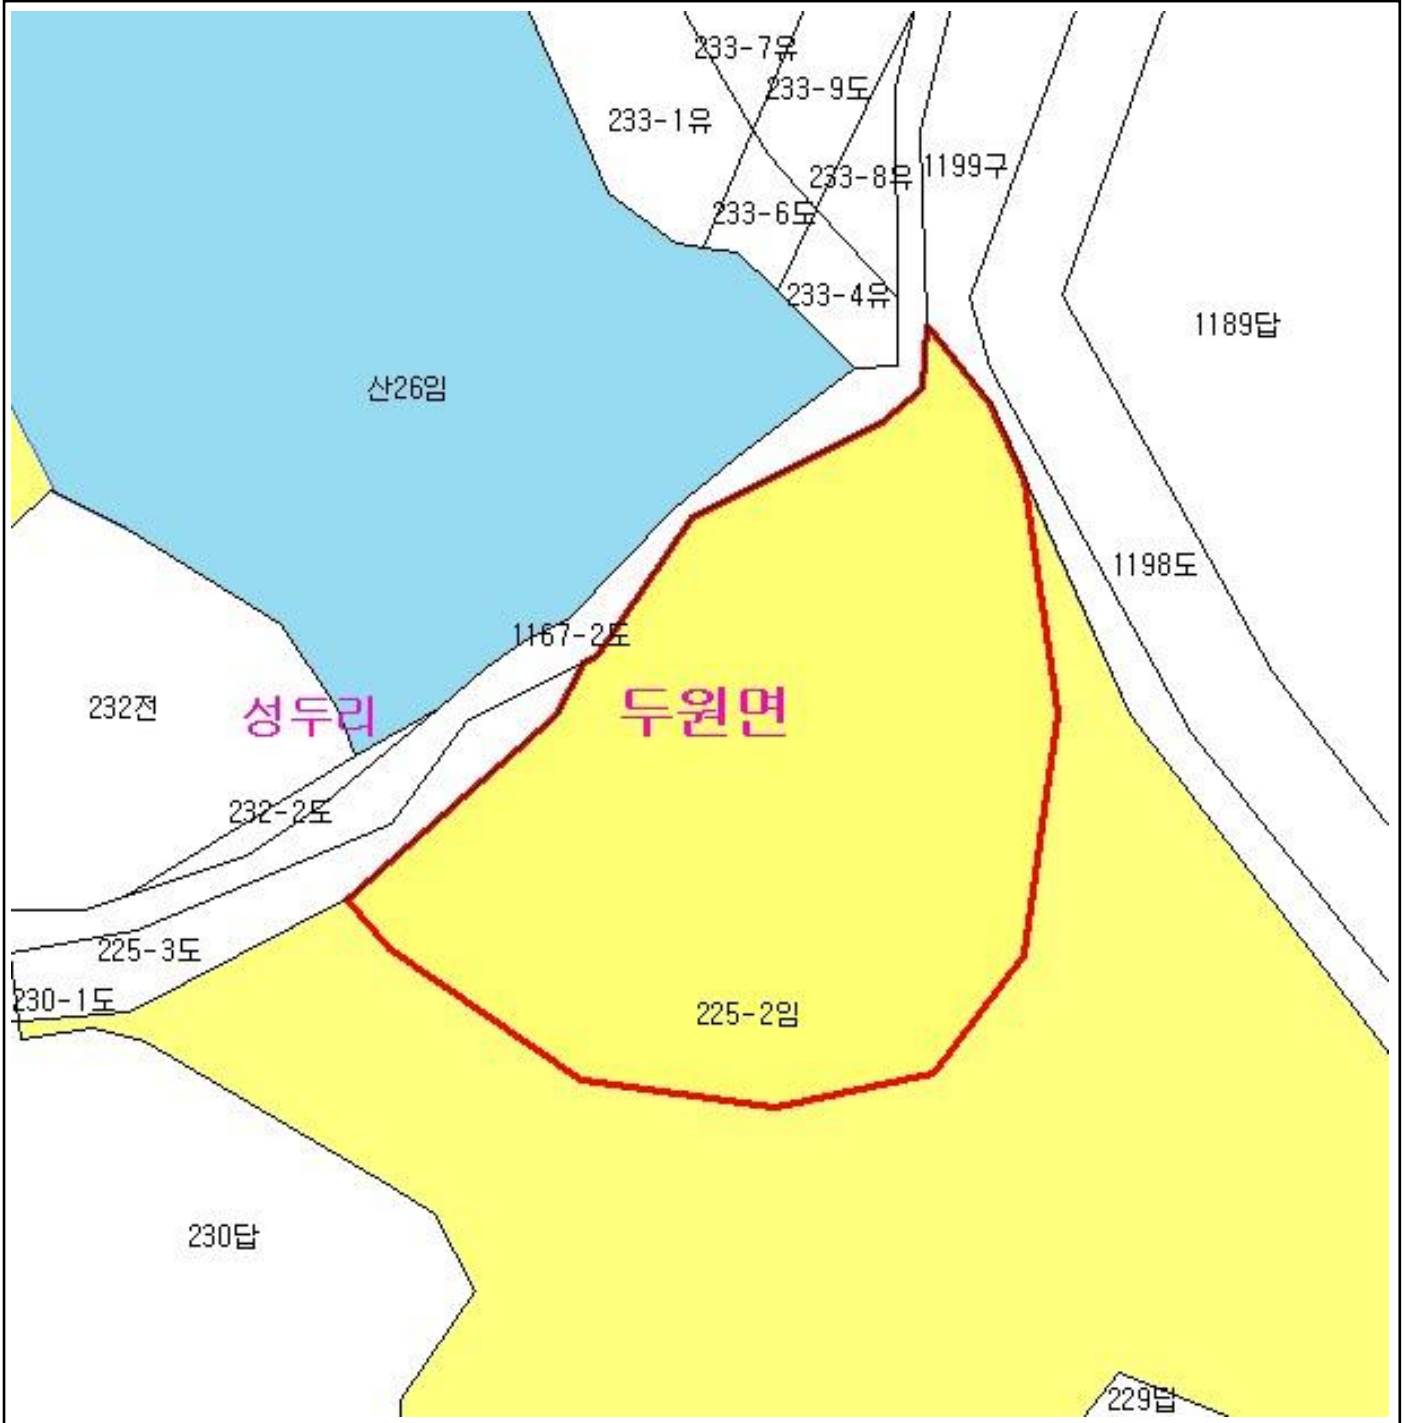 233-7유
233-9도
233-1유
1199구
233-8유
233-6도
233-4유
1189답
산26임
1198도
1167-2도
232전
성두리
두원면
232-2도
225-3도
230-1도
225-2임
230답
229답